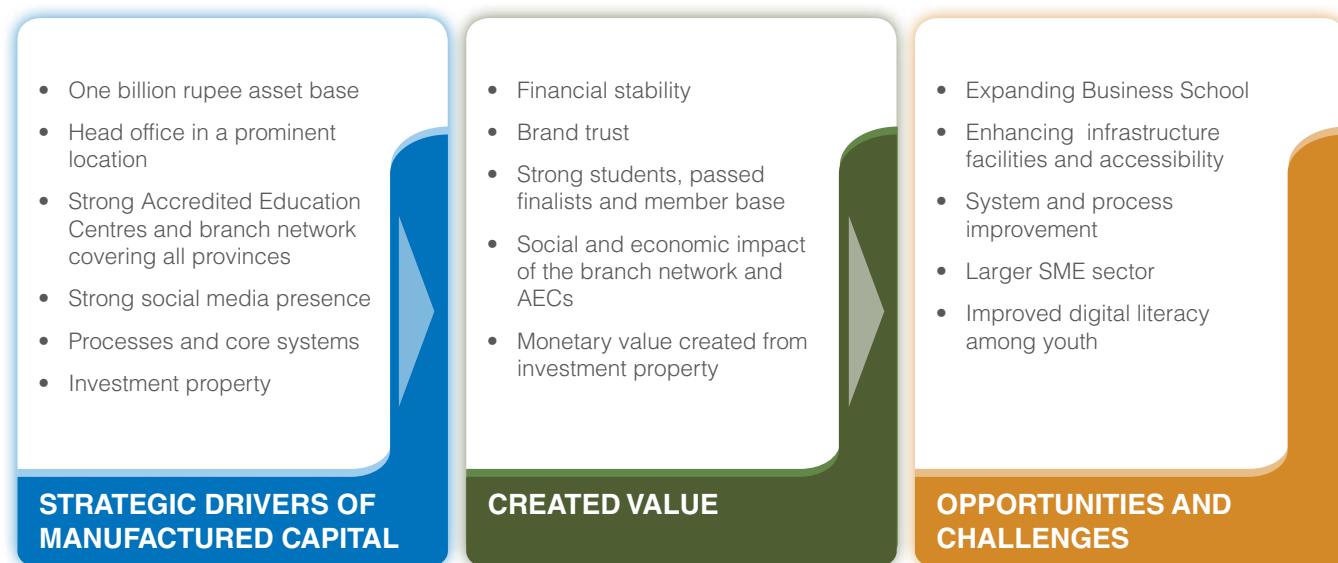 • One billion rupee asset base
• Head office in a prominent
location
• Strong Accredited Education
Centres and branch network
covering all provinces
• Strong social media presence
• Processes and core systems
• Investment property
STRATEGIC DRIVERS OF
MANUFACTURED CAPITAL
• Financial stability
• Brand trust
• Strong students, passed
finalists and member base
• Social and economic impact
of the branch network and
AECs
• Monetary value created from
investment property
CREATED VALUE
• Expanding Business School
• Enhancing infrastructure
facilities and accessibility
• System and process
improvement
• Larger SME sector
• Improved digital literacy
among youth
OPPORTUNITIES AND
CHALLENGES